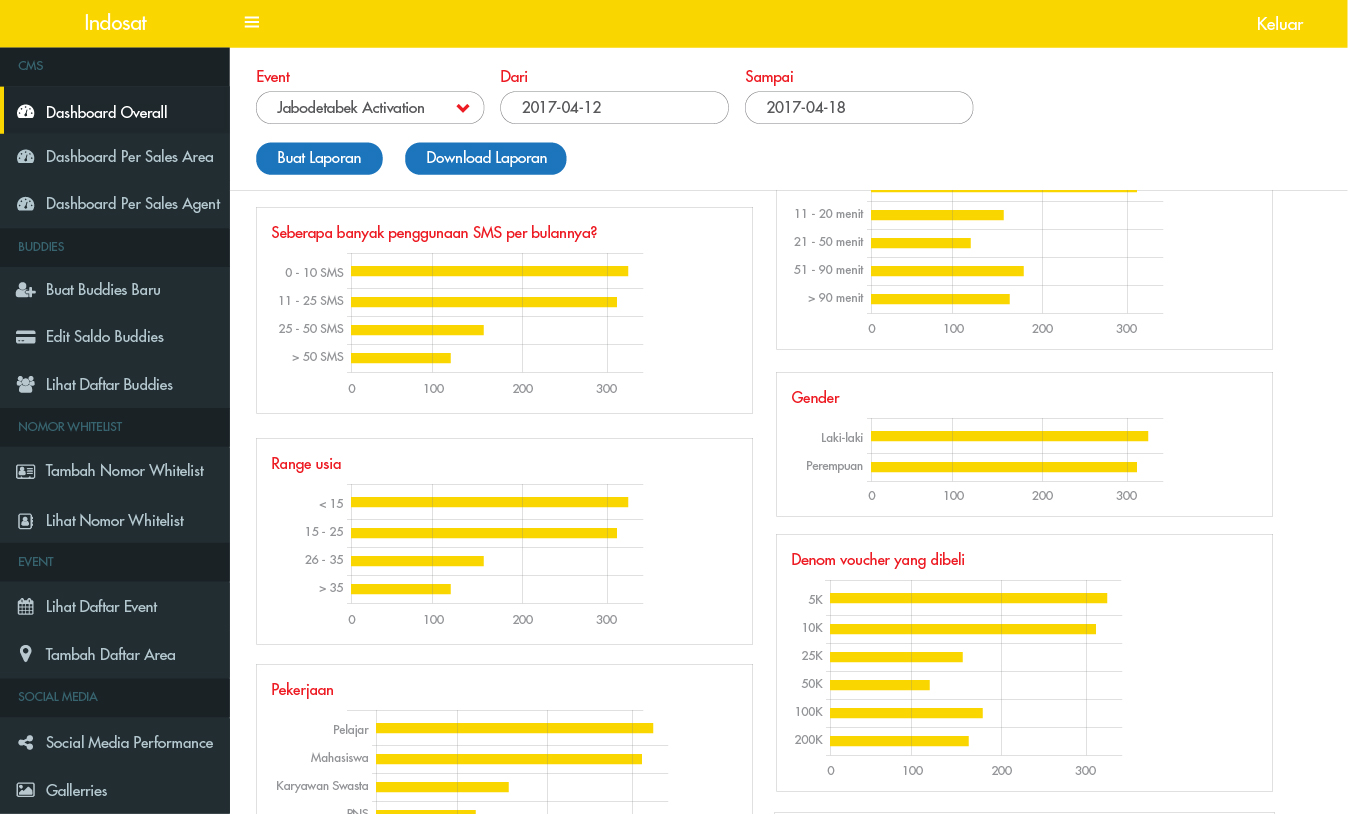 Indosat
Keluar
CMS
Dashboard Overall
Dashboard Per Sales Area
Dashboard Per Sales Agent
BUDDIES
Buat Buddies Baru
Edit Saldo Buddies
Lihat Daftar Buddies
NOMOR WHITELIST
Tambah Nomor Whitelist
Lihat Nomor Whitelist
EVENT
Lihat Daftar Event
Tambah Daftar Area
SOCIAL MEDIA
Social Media Performance
Gallerries
Event Dari Sampai
Jabodetabek Activation 2017-04-12 2017-04-18
Buat Laporan Download Laporan
Seberapa banyak penggunaan SMS per bulannya?
0 - 10 SMS
11 - 25 SMS
25 - 50 SMS
> 50 SMS
0 100 200 300
Range usia
< 15
15 - 25
26 - 35
> 35
0 100 200 300
Pekerjaan
Pelajar
Mahasiswa
Karyawan Swasta
PNS
11 - 20 menit
21 - 50 menit
51 - 90 menit
> 90 menit
0 100 200 300
Gender
Laki-laki
Perempuan
0 100 200 300
Denom voucher yang dibeli
5K
10K
25K
50K
100K
200K
0 100 200 300